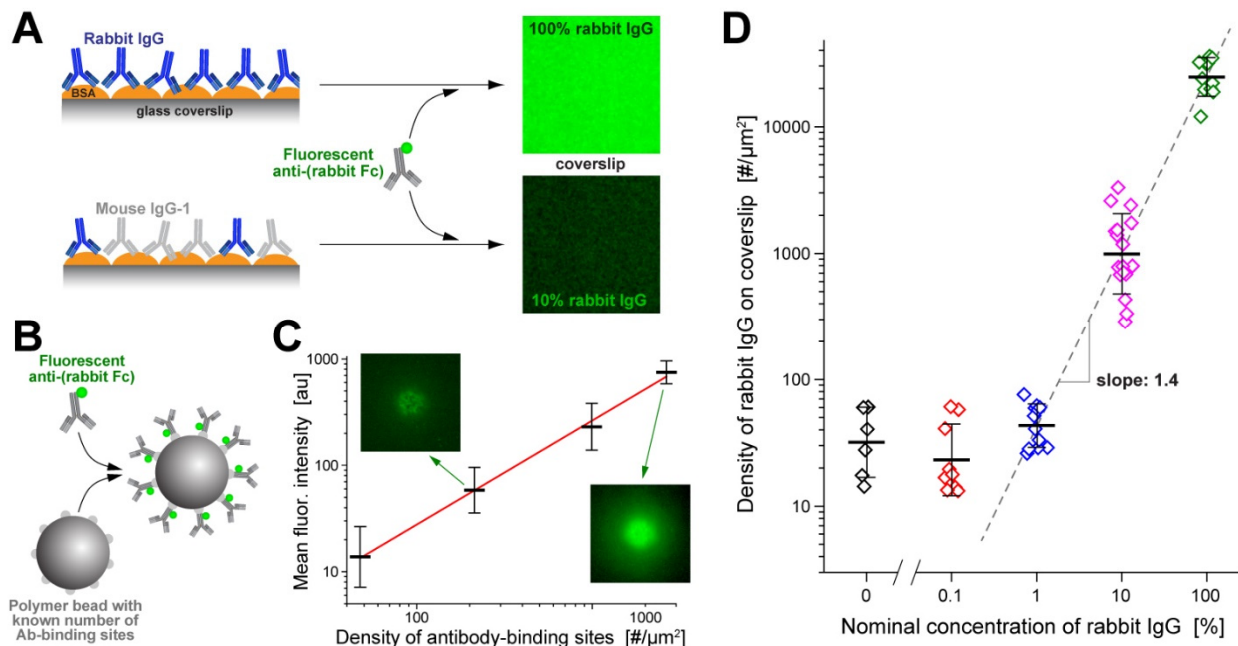 A
Rabbit IgG
BSA
glass coverslip
Mouse IgG-1
Fluorescent
anti-(rabbit Fc)
100% rabbit IgG
coverslip
10% rabbit IgG
B
Fluorescent
anti-(rabbit Fc)
Polymer bead with
known number of
Ab-binding sites
C
Mean fluor. intensity [au]
1000
100
10
100
1000
Density of antibody-binding sites [#/µm²]
D
Density of rabbit IgG on coverslip [#/µm²]
10000
1000
100
10
slope: 1.4
0
0.1
1
10
100
Nominal concentration of rabbit IgG [%]